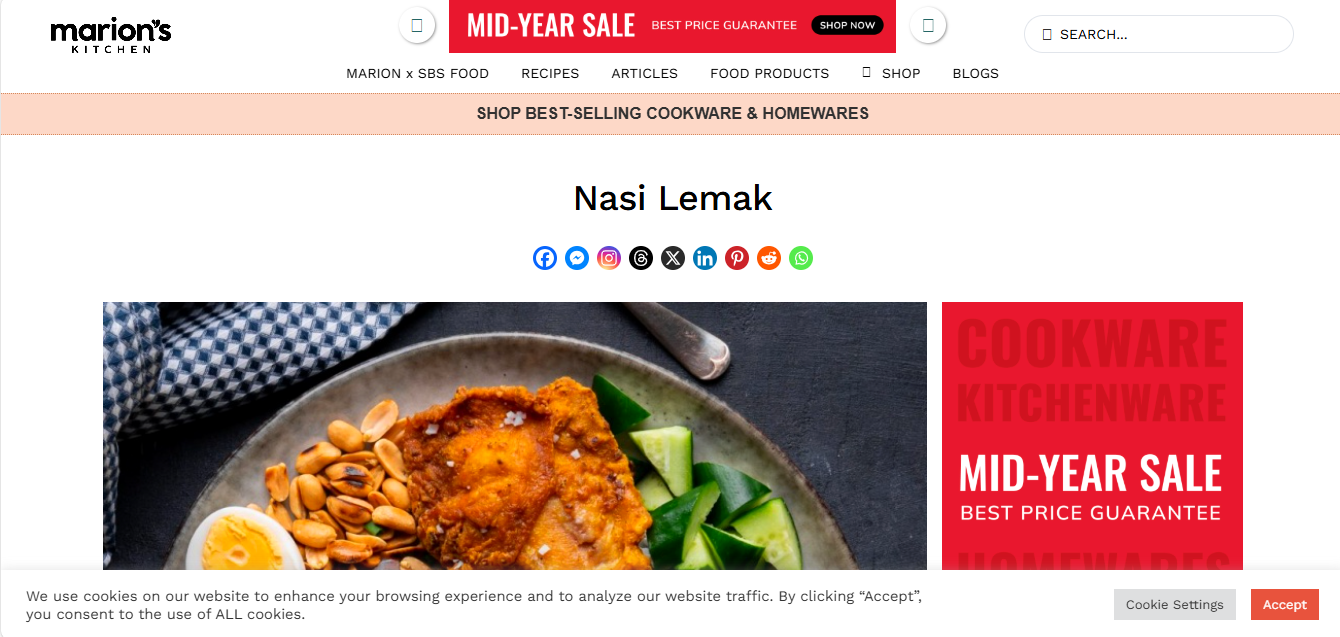 marion's
KITCHEN
MID-YEAR SALE BEST PRICE GUARANTEE SHOP NOW
SEARCH...
MARION x SBS FOOD RECIPES ARTICLES FOOD PRODUCTS SHOP BLOGS
SHOP BEST-SELLING COOKWARE & HOMEWARES
Nasi Lemak
COOKWARE
KITCHENWARE
MID-YEAR SALE
BEST PRICE GUARANTEE
HOMEWARES
We use cookies on our website to enhance your browsing experience and to analyze our website traffic. By clicking “Accept”,
you consent to the use of ALL cookies.
Cookie Settings
Accept